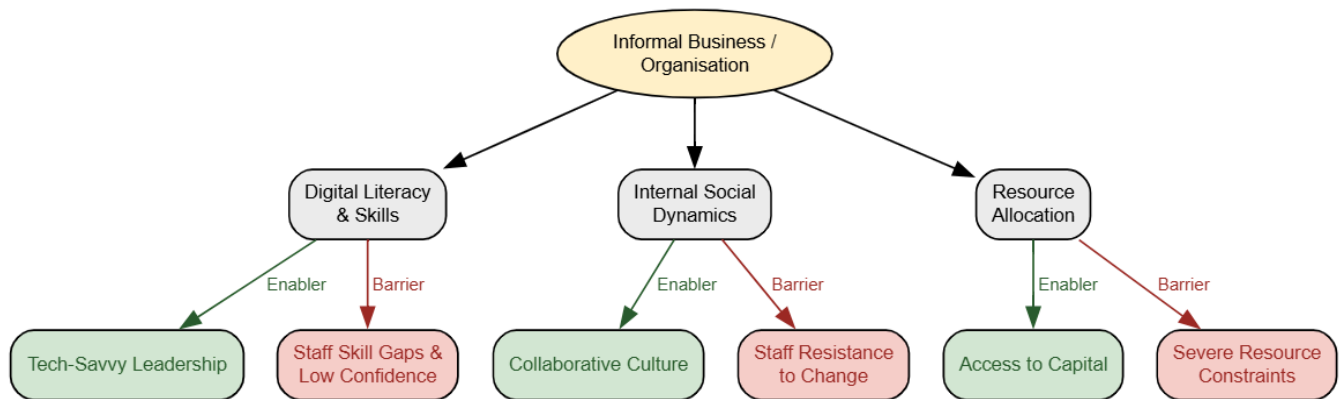 Informal Business /
Organisation
Digital Literacy
& Skills
Internal Social
Dynamics
Resource
Allocation
Enabler
Barrier
Enabler
Barrier
Enabler
Barrier
Tech-Savvy Leadership
Staff Skill Gaps &
Low Confidence
Collaborative Culture
Staff Resistance
to Change
Access to Capital
Severe Resource
Constraints